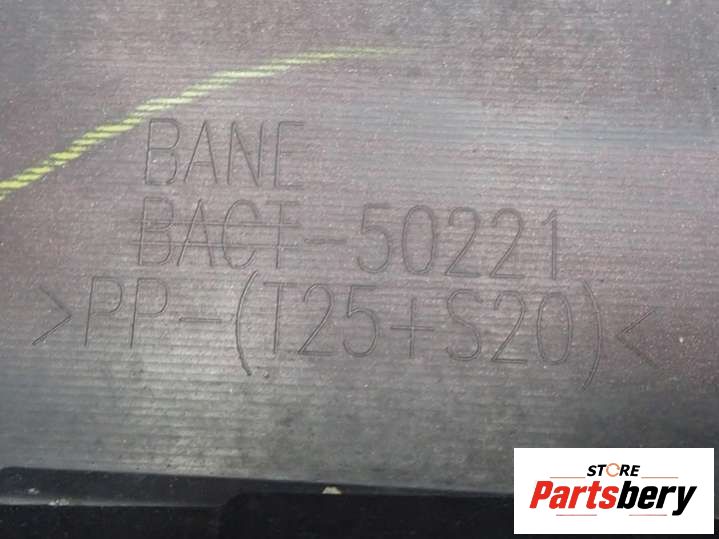 BANE
BACT-50221
>PP-(T25+S20)<
STORE
Partsbery